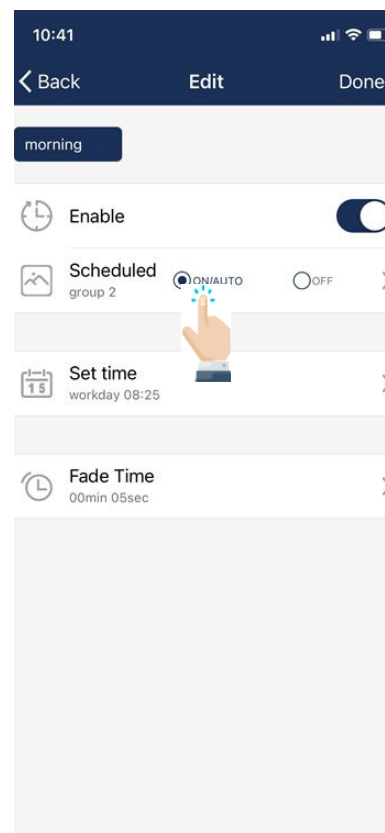 10:41
Back Edit Done
morning
Enable
Scheduled ON/AUTO OFF
group 2
15
Set time
workday 08:25
Fade Time
00min 05sec